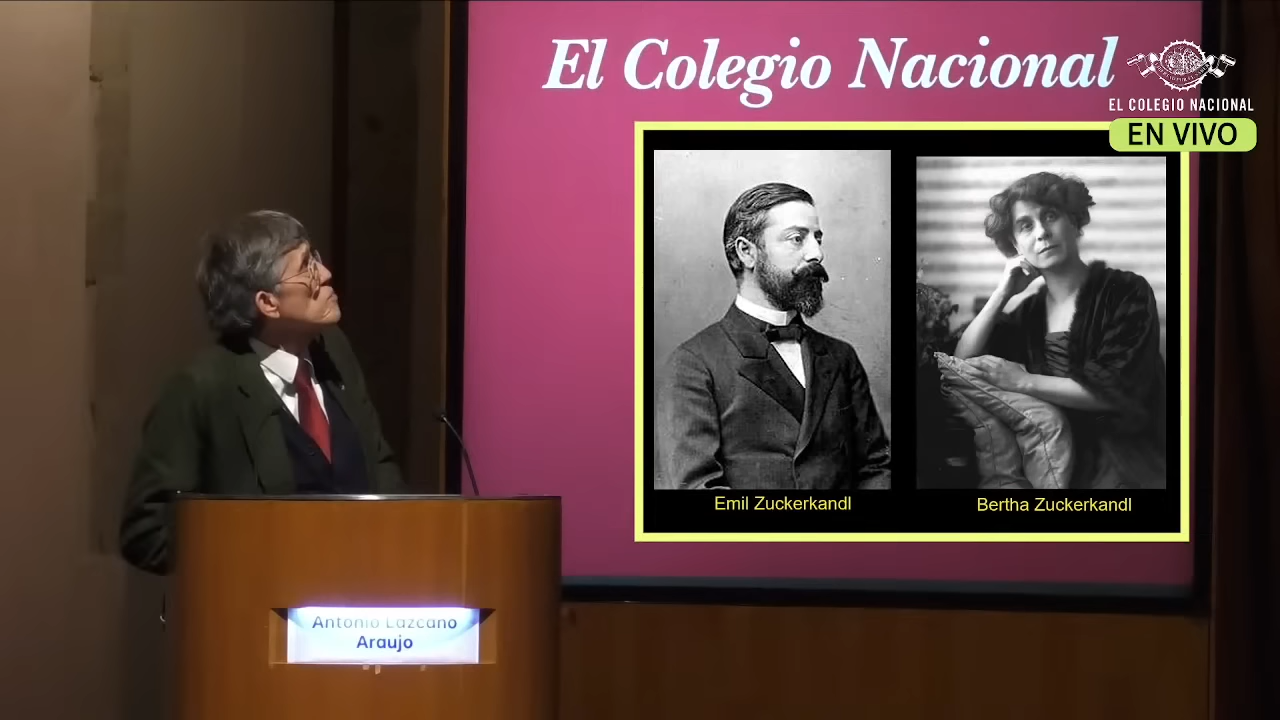 El Colegio Nacional
EL COLEGIO NACIONAL
EN VIVO
Emil Zuckerkandl
Bertha Zuckerkandl
Antonio Lazcano
Araujo